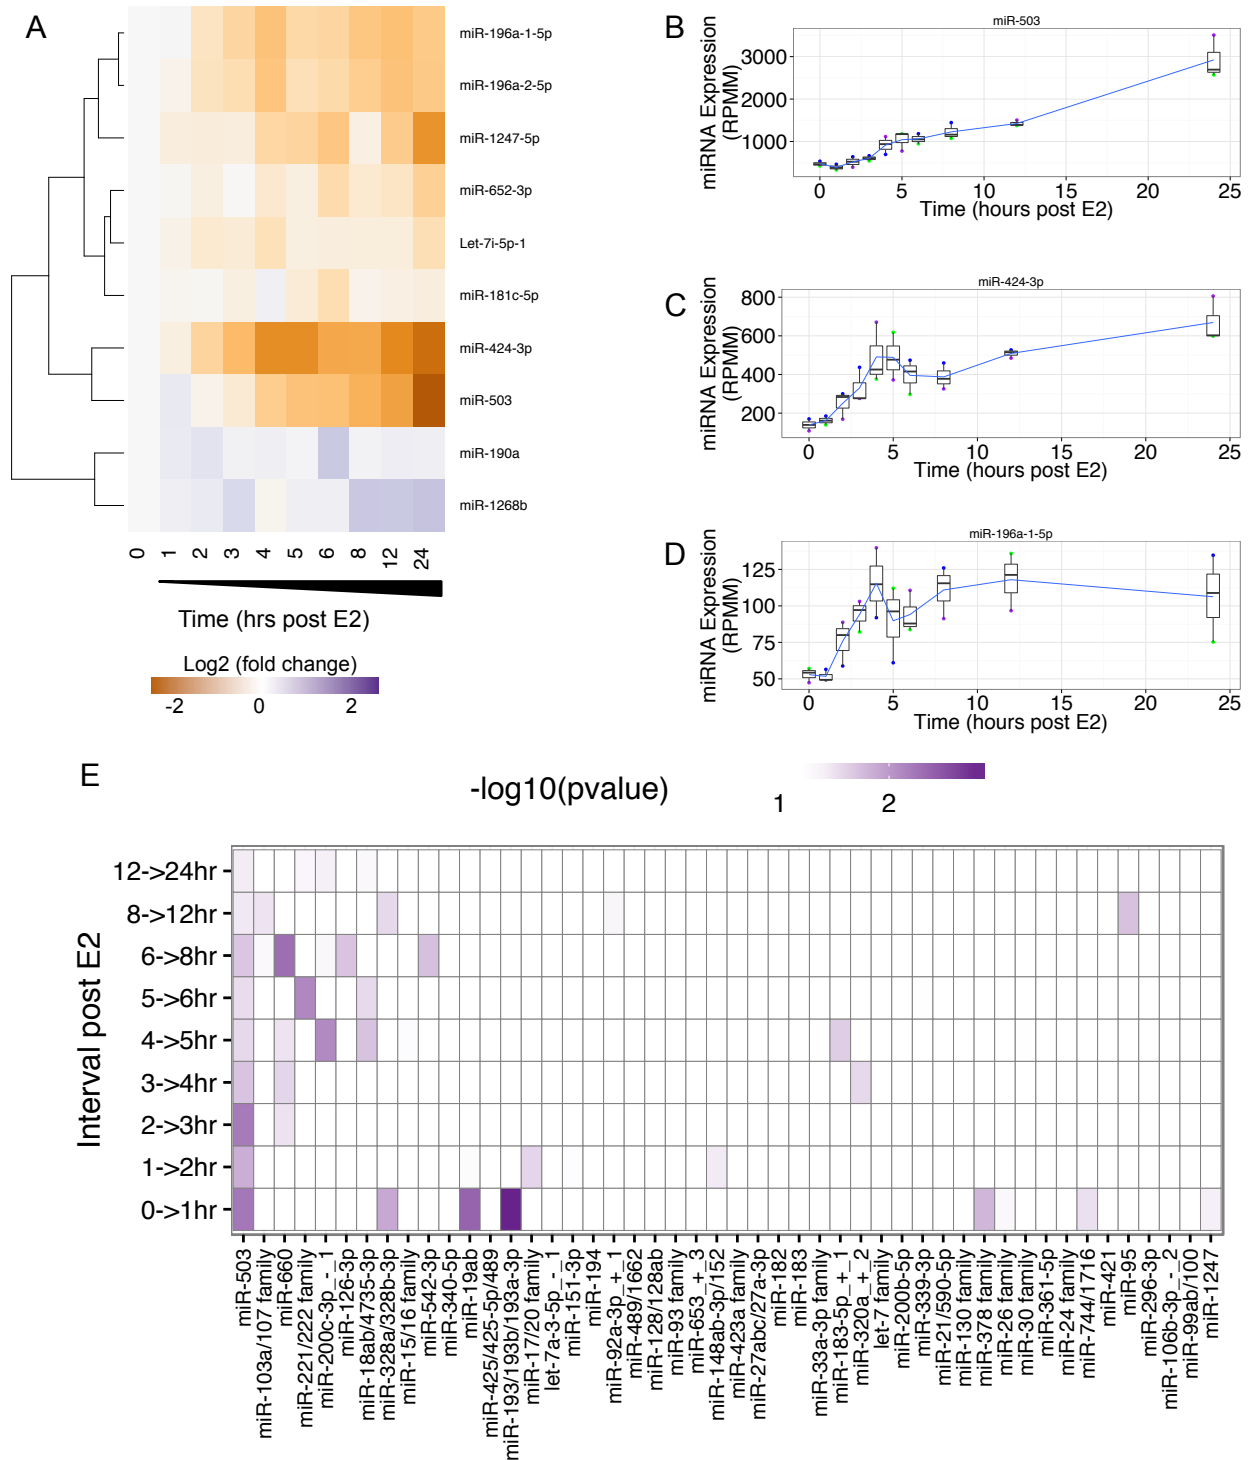 A
miR-196a-1-5p
miR-196a-2-5p
miR-1247-5p
miR-652-3p
Let-7i-5p-1
miR-181c-5p
miR-424-3p
miR-503
miR-190a
miR-1268b
0 1 2 3 4 5 6 8 12 24
Time (hrs post E2)
Log2 (fold change)
-2 0 2
B
miR-503
miRNA Expression
(RPMM)
3000
2000
1000
0 5 10 15 20 25
Time (hours post E2)
C
miR-424-3p
miRNA Expression
(RPMM)
800
600
400
200
0 5 10 15 20 25
Time (hours post E2)
D
miR-196a-1-5p
miRNA Expression
(RPMM)
125
100
75
50
0 5 10 15 20 25
Time (hours post E2)
E
-log10(pvalue)
1 2
Interval post E2
12->24hr
8->12hr
6->8hr
5->6hr
4->5hr
3->4hr
2->3hr
1->2hr
0->1hr
miR-503
miR-103a/107 family
miR-660
miR-221/222 family
miR-200c-3p_-_1
miR-126-3p
miR-18ab/4735-3p
miR-328a/328b-3p
miR-15/16 family
miR-542-3p
miR-340-5p
miR-19ab
miR-425/425-5p/489
miR-193/193b/193a-3p
miR-17/20 family
let-7a-3-5p_-_1
miR-151-3p
miR-194
miR-92a-3p_+_1
miR-489/1662
miR-128/128ab
miR-93 family
miR-653_+_3
miR-148ab-3p/152
miR-423a family
miR-27abc/27a-3p
miR-182
miR-183
miR-33a-3p family
miR-183-5p_+_1
miR-320a_+_2
let-7 family
miR-200b-5p
miR-339-3p
miR-21/590-5p
miR-130 family
miR-378 family
miR-26 family
miR-30 family
miR-361-5p
miR-24 family
miR-744/1716
miR-421
miR-95
miR-296-3p
miR-106b-3p_-_2
miR-99ab/100
miR-1247